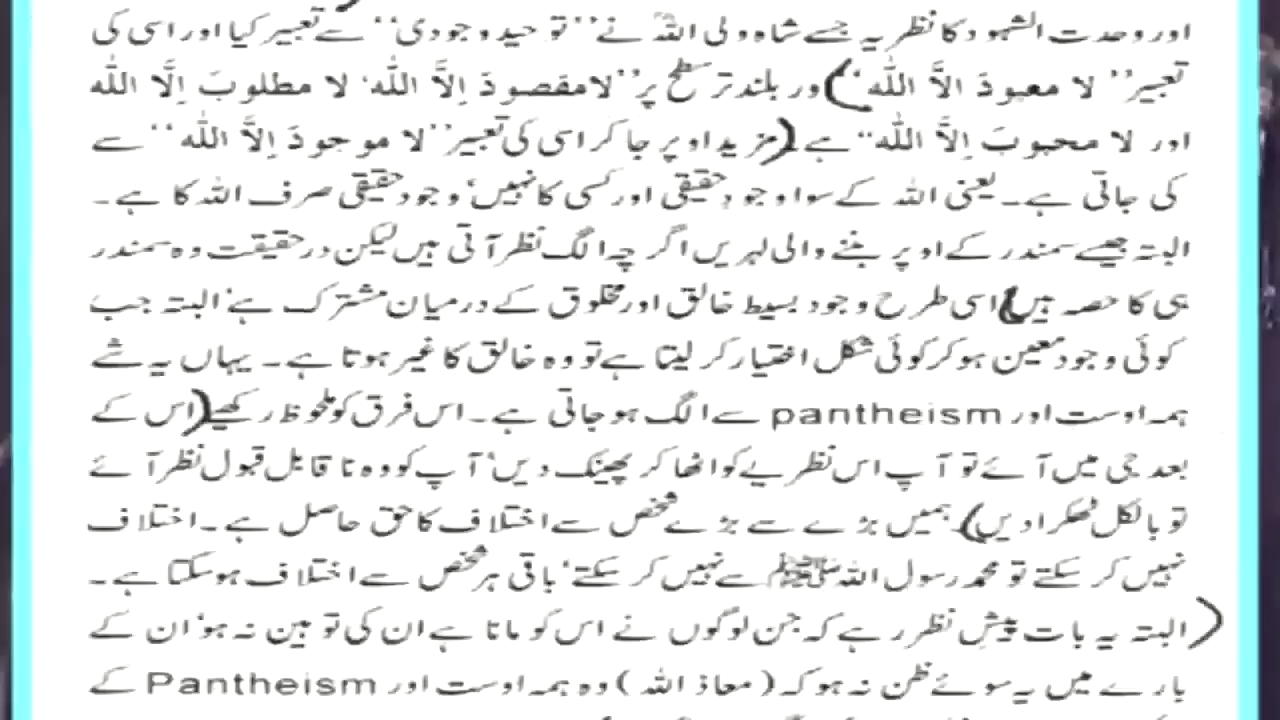 اور وحدت الشہود کا نظریہ جسے شاہ ولی اللہؒ نے ’’توحید وجودی‘‘ سے تعبیر کیا اور اسی کی
تعبیر ’’لا معبودَ الاَّ اللّٰہ‘‘ (اور بلند تر سطح پر ’’لا مقصودَ اِلاَّ اللّٰہ‘ لا مطلوبَ اِلَّا اللّٰہ
اور لا محبوبَ اِلاَّ اللّٰہ‘‘ ہے (مزید اوپر جا کر اسی کی تعبیر ’’لا موجودَ اِلاَّ اللّٰہ‘‘ سے
کی جاتی ہے۔ یعنی اللہ کے سوا وجودِ حقیقی اور کسی کا نہیں‘ وجود حقیقی صرف اللہ کا ہے۔
البتہ جیسے سمندر کے اوپر بننے والی لہریں اگرچہ الگ نظر آتی ہیں لیکن درحقیقت وہ سمندر
ہی کا حصہ ہیں) اسی طرح وجود بسیط خالق اور مخلوق کے درمیان مشترک ہے‘ البتہ جب
کوئی وجود معین ہو کر کوئی شکل اختیار کر لیتا ہے تو وہ خالق کا غیر ہوتا ہے۔ یہاں یہ شے
ہمہ اوست اور pantheism سے الگ ہو جاتی ہے۔ اس فرق کو ملحوظ رکھیے (اس کے
بعد جی میں آئے تو آپ اس نظریے کو اٹھا کر پھینک دیں‘ آپ کو وہ ناقابل قبول نظر آئے
تو بالکل ٹھکرا دیں) ہمیں بڑے سے بڑے شخص سے اختلاف کا حق حاصل ہے۔ اختلاف
نہیں کر سکتے تو محمد رسول اللہ ﷺ سے نہیں کر سکتے‘ باقی ہر شخص سے اختلاف ہو سکتا ہے۔
(البتہ یہ بات پیشِ نظر رہے کہ جن لوگوں نے اس کو مانا ہے ان کی توہین نہ ہو‘ ان کے
بارے میں یہ سوئے ظن نہ ہو کہ (معاذ اللہ) وہ ہمہ اوست اور Pantheism کے